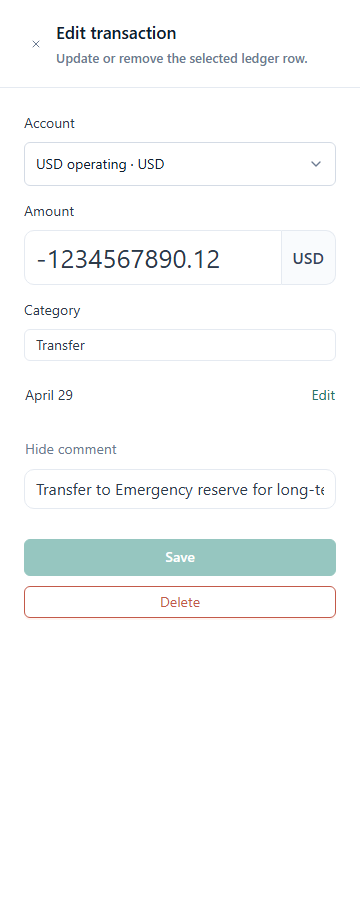 Edit transaction
Update or remove the selected ledger row.
Account
USD operating · USD
Amount
-1234567890.12 USD
Category
Transfer
April 29 Edit
Hide comment
Transfer to Emergency reserve for long-te
Save
Delete